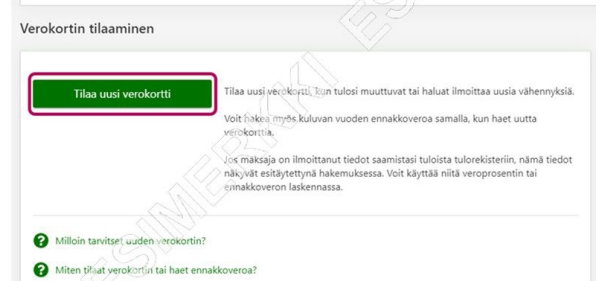 Verokortin tilaaminen
Tilaa uusi verokortti
Tilaa uusi verokortti, kun tulosi muuttuvat tai haluat ilmoittaa uusia vähennyksiä.
Voit hakea myös kuluvan vuoden ennakkoveroa samalla, kun haet uutta
verokorttia.
Jos maksaja on ilmoittanut tiedot saamistasi tuloista tulorekisteriin, nämä tiedot
näkyvät esitäytettynä hakemuksessa. Voit käyttää niitä veroprosentin tai
ennakkoveron laskennassa.
Milloin tarvitset uuden verokortin?
Miten tilaat verokortin tai haet ennakkoveroa?
ESIMERKKI ES